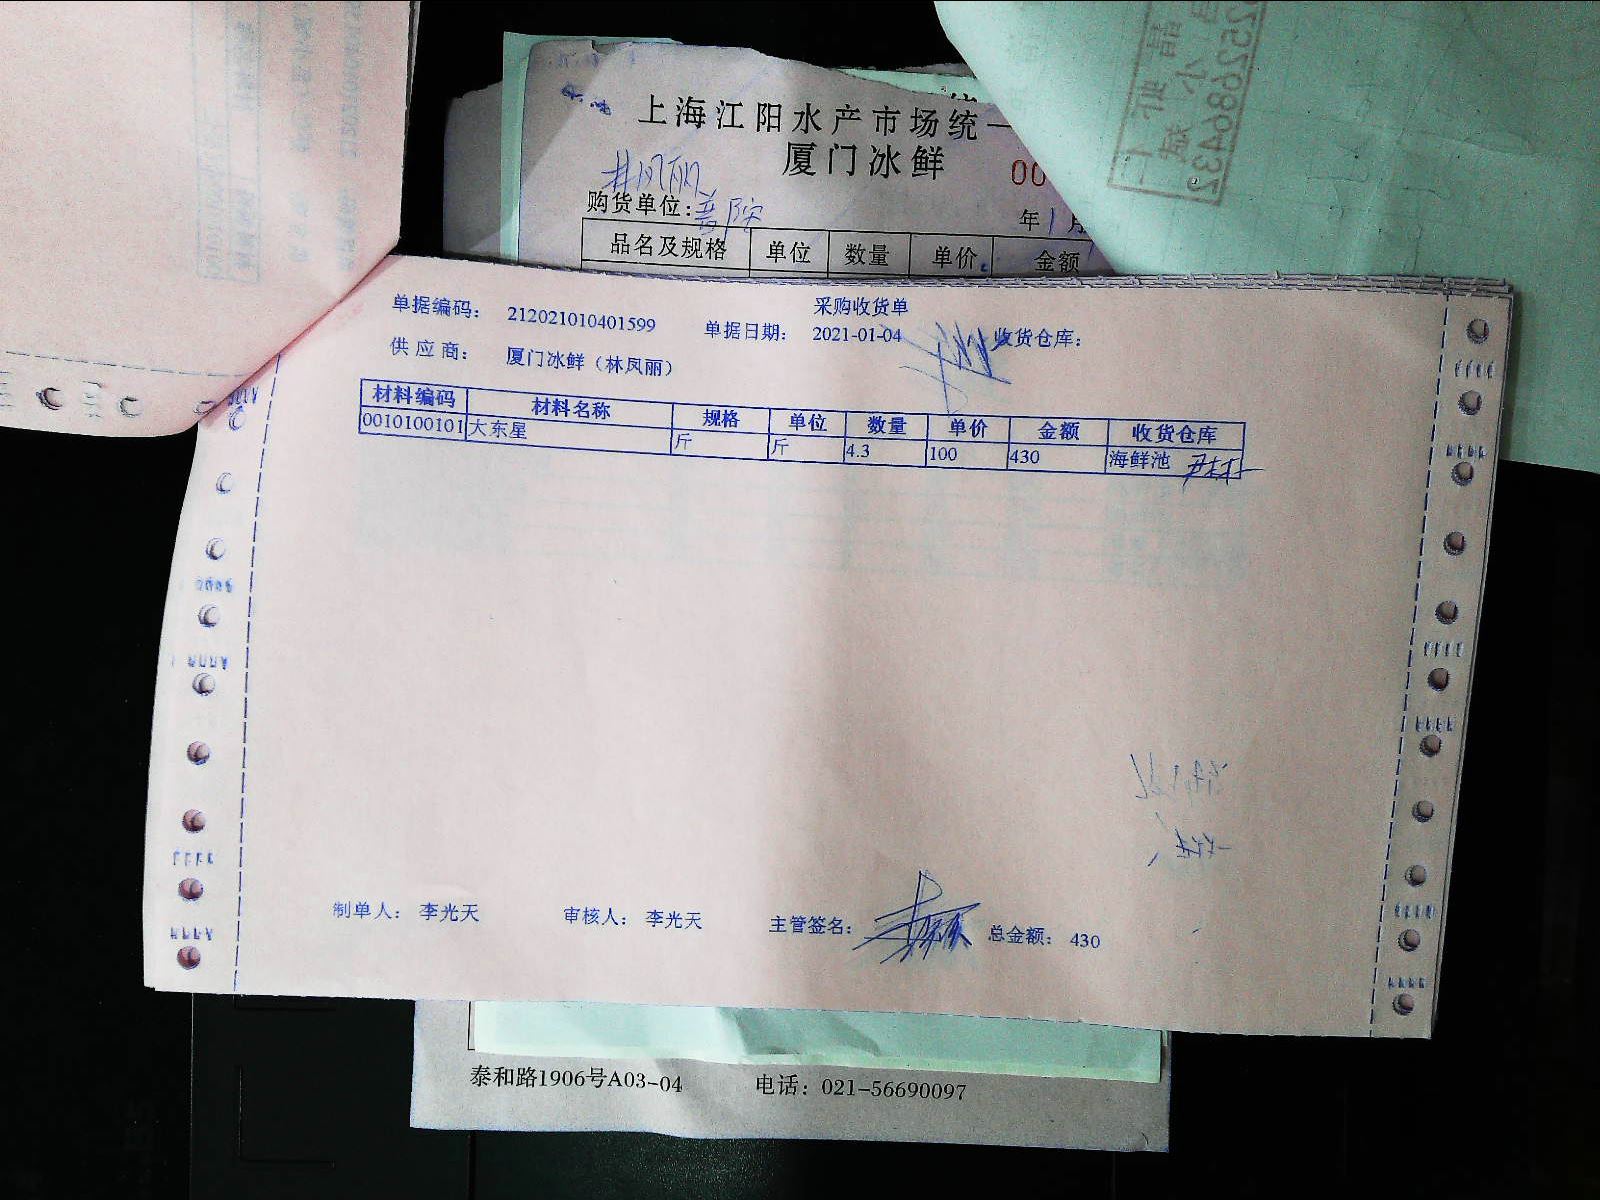 上海江阳水产市场统一
厦门冰鲜
00
购货单位:
年1月
品名及规格 单位 数量 单价 金额
采购收货单
单据编码: 212021010401599 单据日期: 2021-01-04 收货仓库:
供应商: 厦门冰鲜(林凤丽)
材料编码 材料名称 规格 单位 数量 单价 金额 收货仓库
0010100101 大东星 斤 斤 4.3 100 430 海鲜池
制单人: 李光天 审核人: 李光天 主管签名: 总金额: 430
泰和路1906号A03-04 电话: 021-56690097